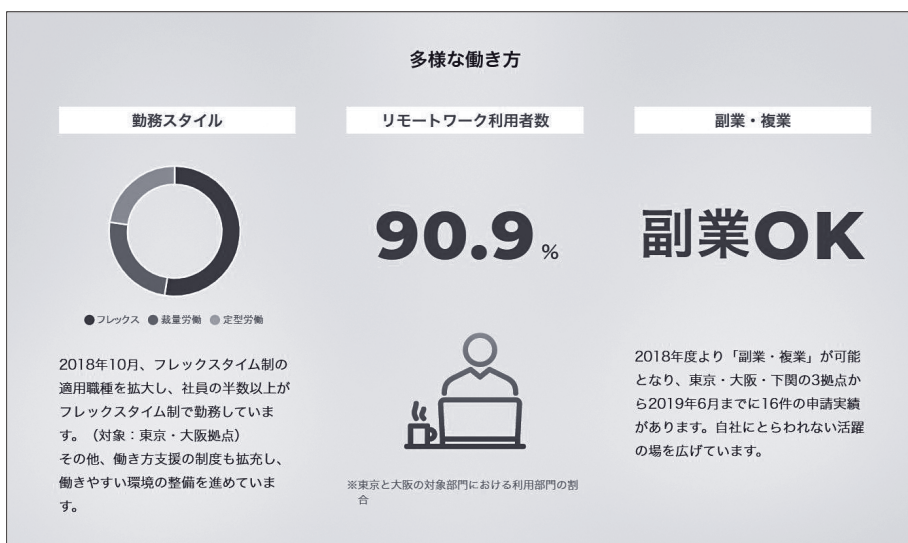 多様な働き方
勤務スタイル
●フレックス ●裁量労働 ●定型労働
2018年10月、フレックスタイム制の
適用職種を拡大し、社員の半数以上が
フレックスタイム制で勤務していま
す。（対象：東京・大阪拠点）
その他、働き方支援の制度も拡充し、
働きやすい環境の整備を進めていま
す。
リモートワーク利用者数
90.9%
※東京と大阪の対象部門における利用部門の割
合
副業・複業
副業OK
2018年度より「副業・複業」が可能
となり、東京・大阪・下関の3拠点か
ら2019年6月までに16件の申請実績
があります。自社にとらわれない活躍
の場を広げています。